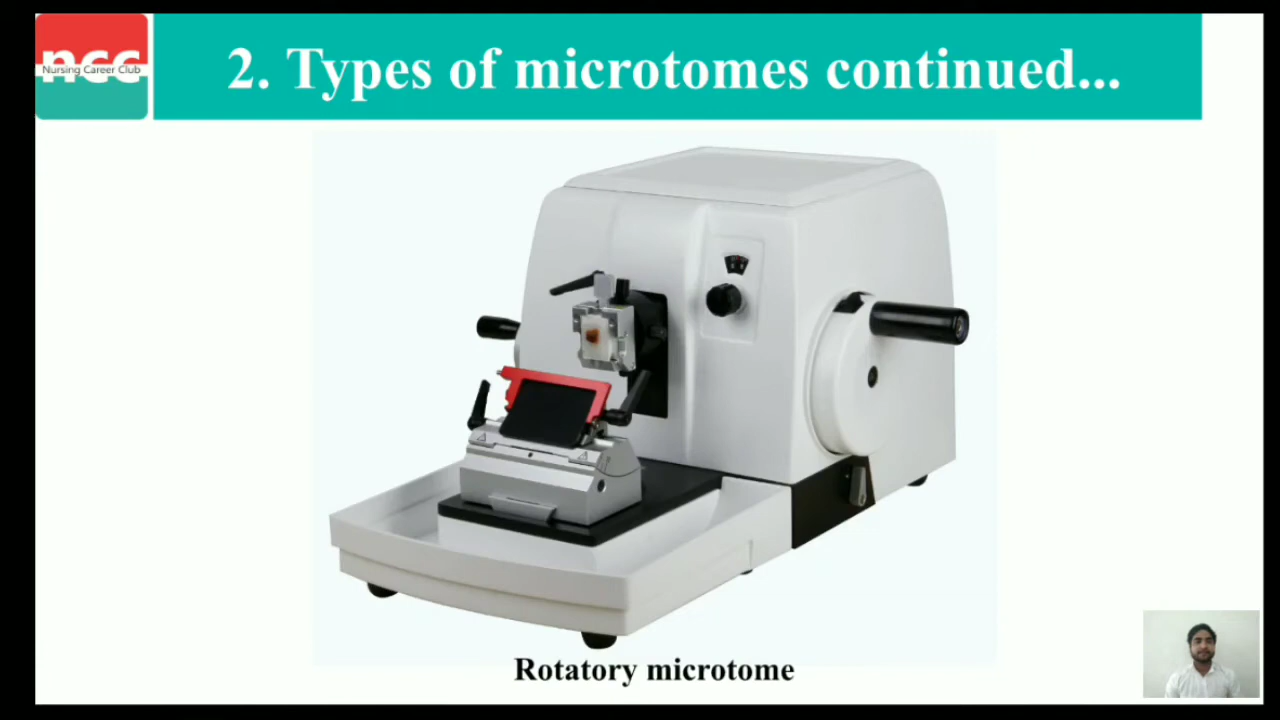 ncc
Nursing Career Club
2. Types of microtomes continued...
Rotatory microtome